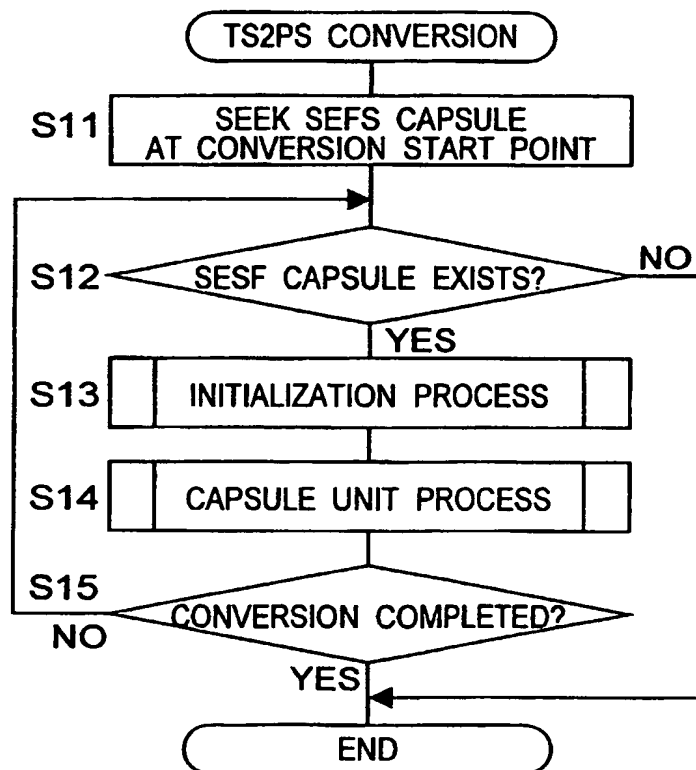 TS2PS CONVERSION
S11
SEEK SEFS CAPSULE
AT CONVERSION START POINT
S12
SESF CAPSULE EXISTS?
NO
YES
S13
INITIALIZATION PROCESS
S14
CAPSULE UNIT PROCESS
S15
CONVERSION COMPLETED?
NO
YES
END